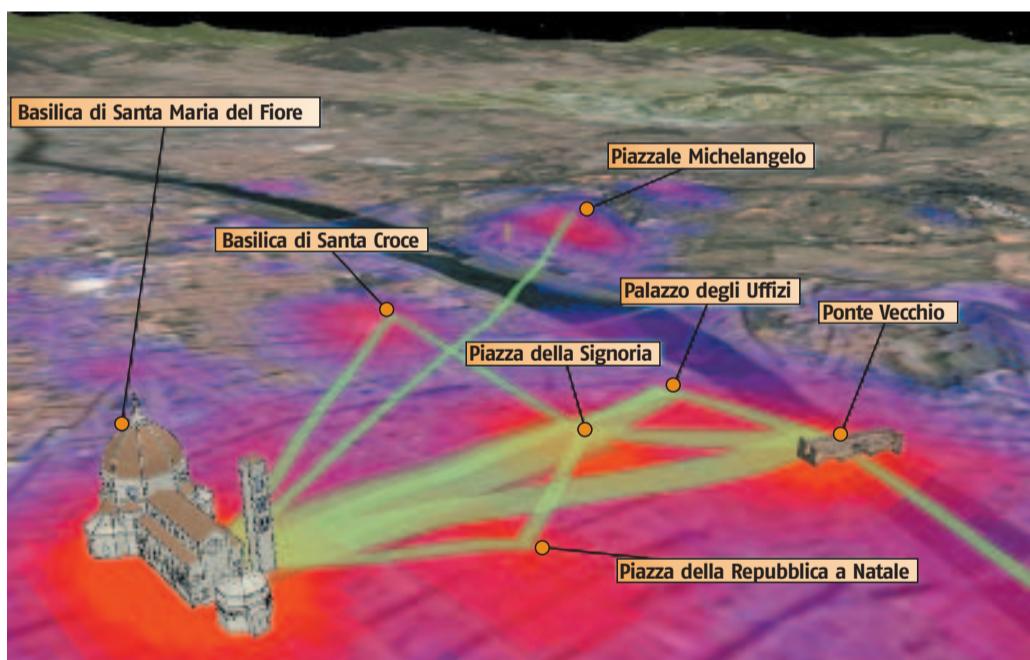 Basilica di Santa Maria del Fiore
Piazzale Michelangelo
Basilica di Santa Croce
Palazzo degli Uffizi
Ponte Vecchio
Piazza della Signoria
Piazza della Repubblica a Natale